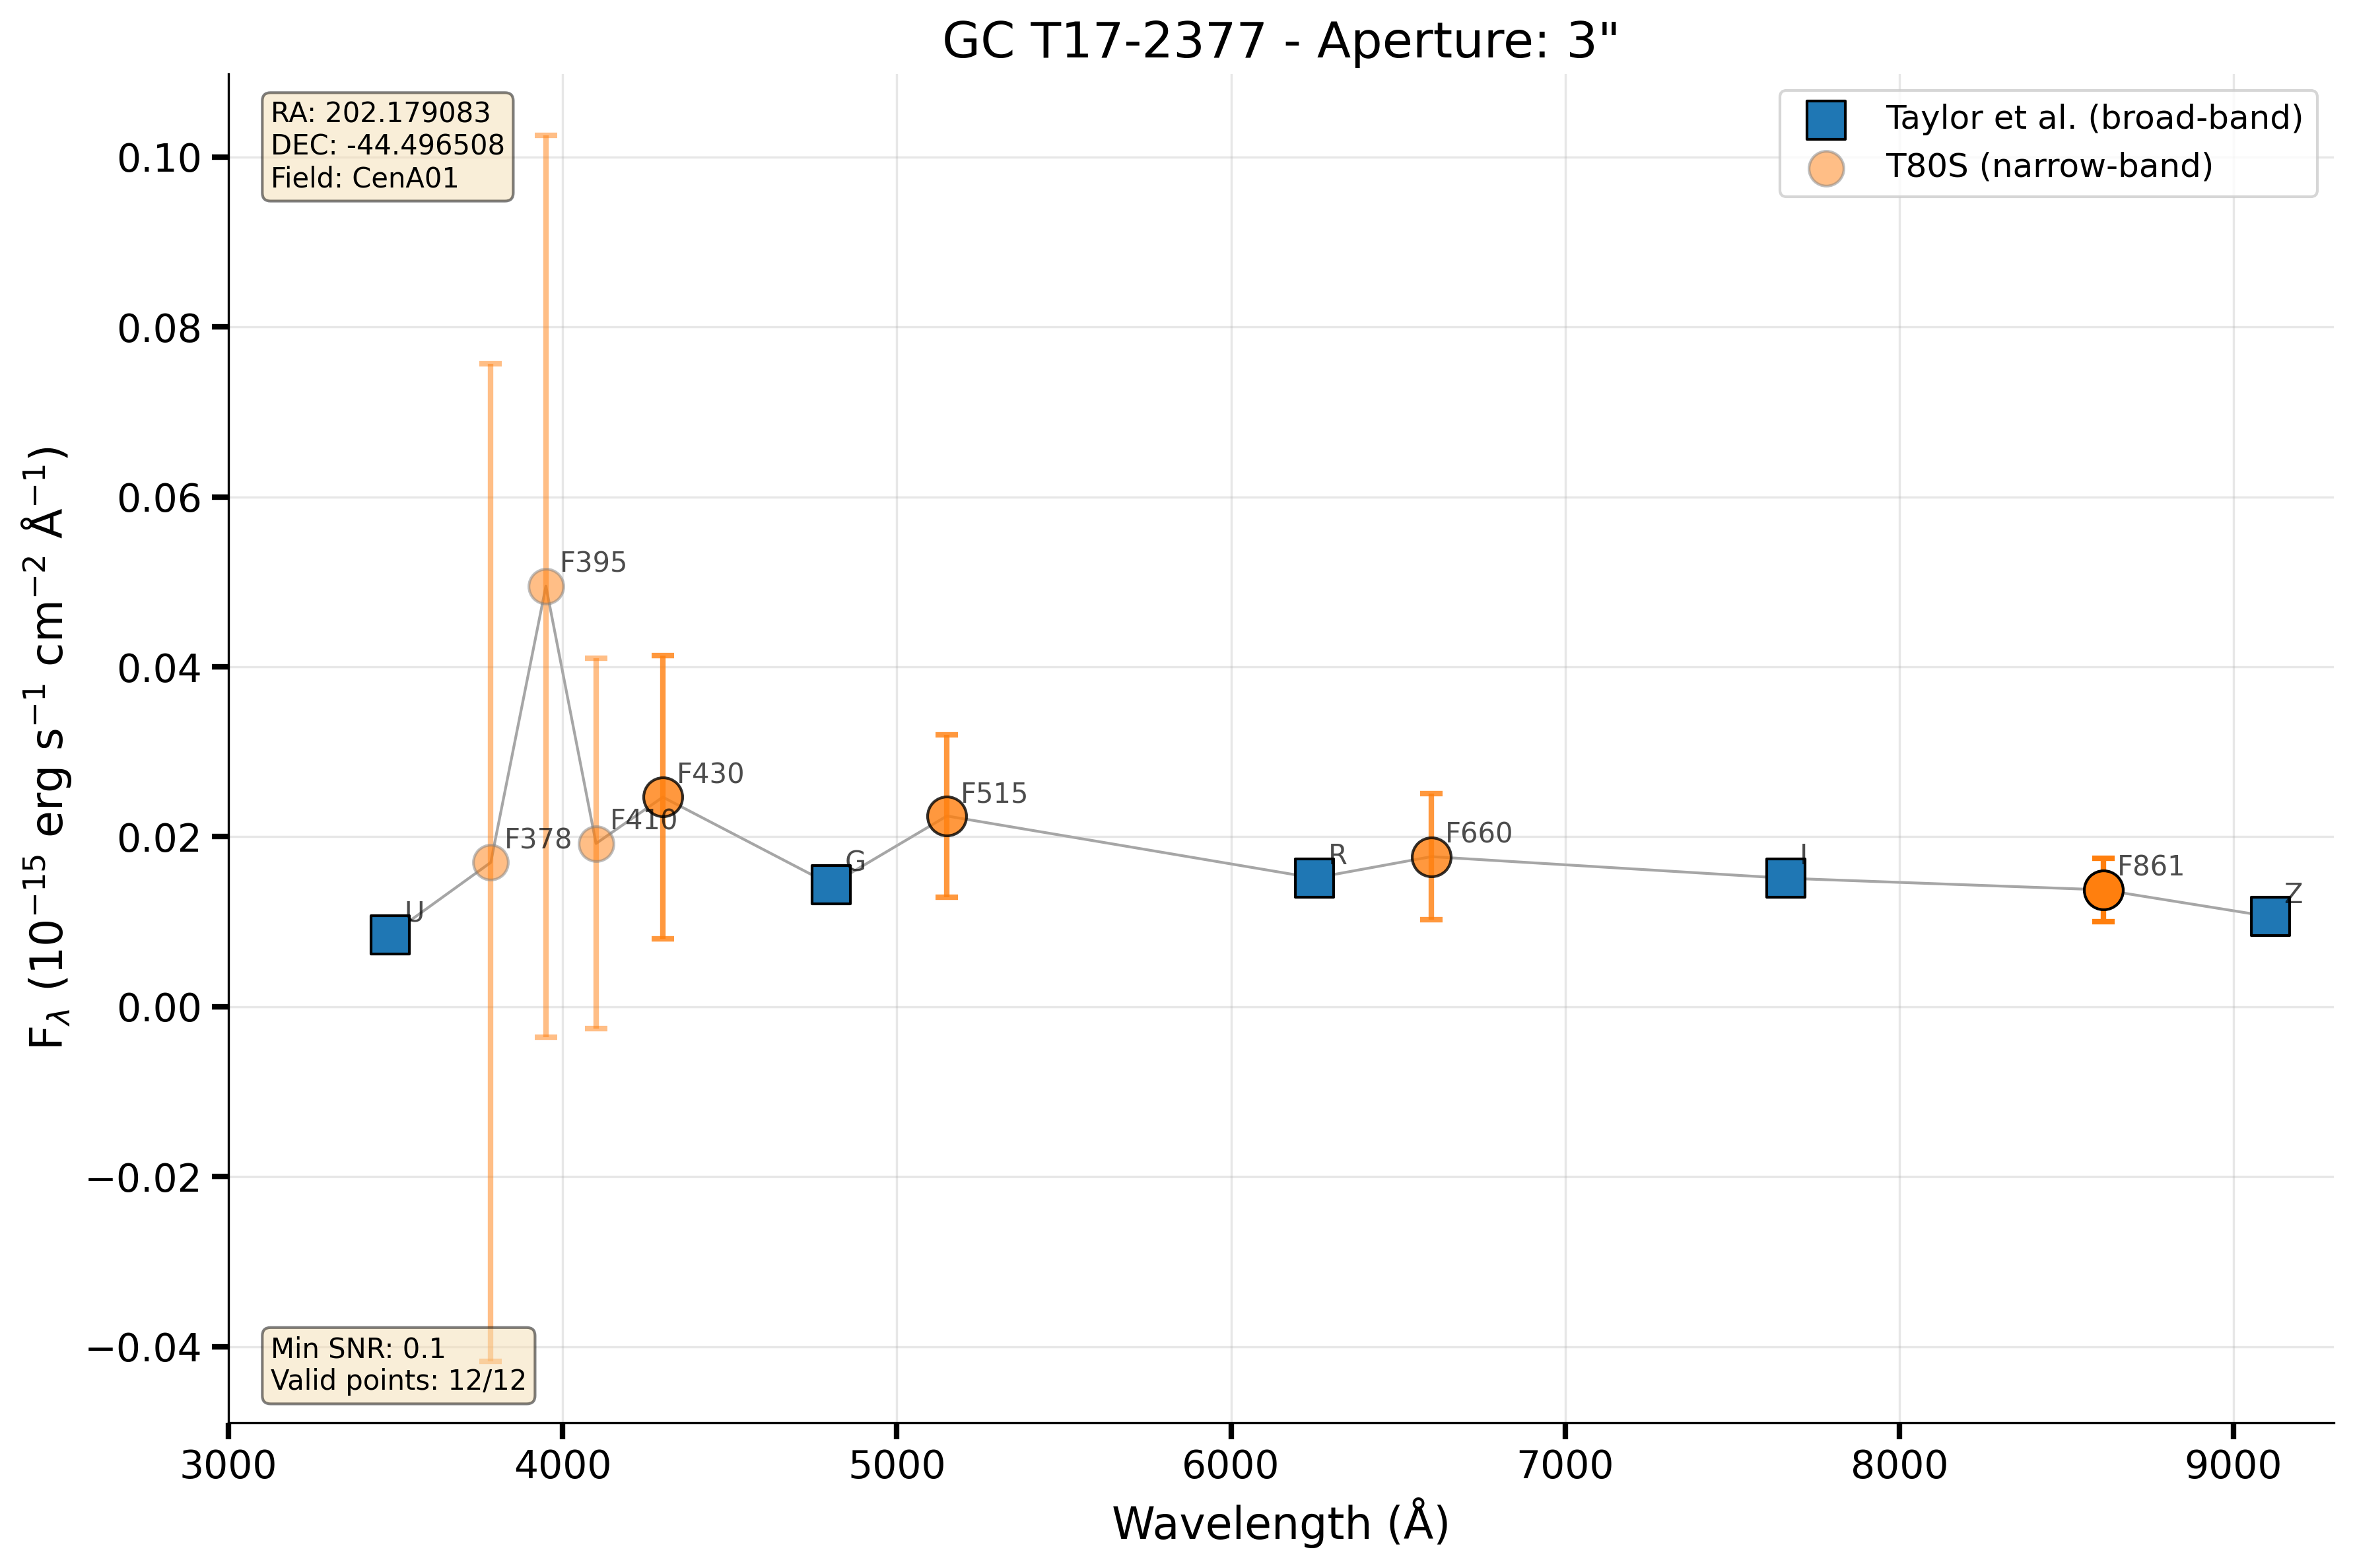 GC T17-2377 - Aperture: 3"
RA: 202.179083
DEC: -44.496508
Field: CenA01
Taylor et al. (broad-band)
T80S (narrow-band)
0.10
0.08
0.06
0.04
0.02
0.00
−0.02
−0.04
F_λ (10⁻¹⁵ erg s⁻¹ cm⁻² Å⁻¹)
U
F378
F395
F410
F430
G
F515
R
F660
I
F861
Z
Min SNR: 0.1
Valid points: 12/12
3000 4000 5000 6000 7000 8000 9000
Wavelength (Å)